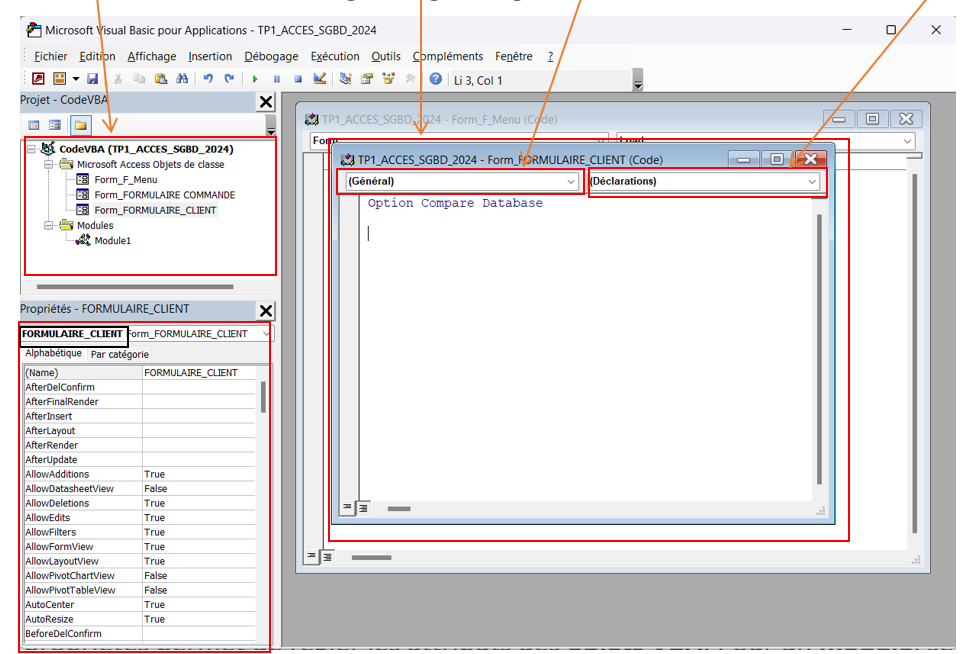 Microsoft Visual Basic pour Applications - TP1_ACCES_SGBD_2024
Fichier Edition Affichage Insertion Débogage Exécution Outils Compléments Fenêtre ?
Li 3, Col 1
Projet - CodeVBA
CodeVBA (TP1_ACCES_SGBD_2024)
Microsoft Access Objets de classe
Form_F_Menu
Form_FORMULAIRE COMMANDE
Form_FORMULAIRE_CLIENT
Modules
Module1
Propriétés - FORMULAIRE_CLIENT
FORMULAIRE_CLIENT Form_FORMULAIRE_CLIENT
Alphabétique Par catégorie
(Name) FORMULAIRE_CLIENT
AfterDelConfirm
AfterFinalRender
AfterInsert
AfterLayout
AfterRender
AfterUpdate
AllowAdditions True
AllowDatasheetView False
AllowDeletions True
AllowEdits True
AllowFilters True
AllowFormView True
AllowLayoutView True
AllowPivotChartView False
AllowPivotTableView False
AutoCenter True
AutoResize True
BeforeDelConfirm
TP1_ACCES_SGBD_2024 - Form_F_Menu (Code)
Form Load
TP1_ACCES_SGBD_2024 - Form_FORMULAIRE_CLIENT (Code)
(Général) (Déclarations)
Option Compare Database